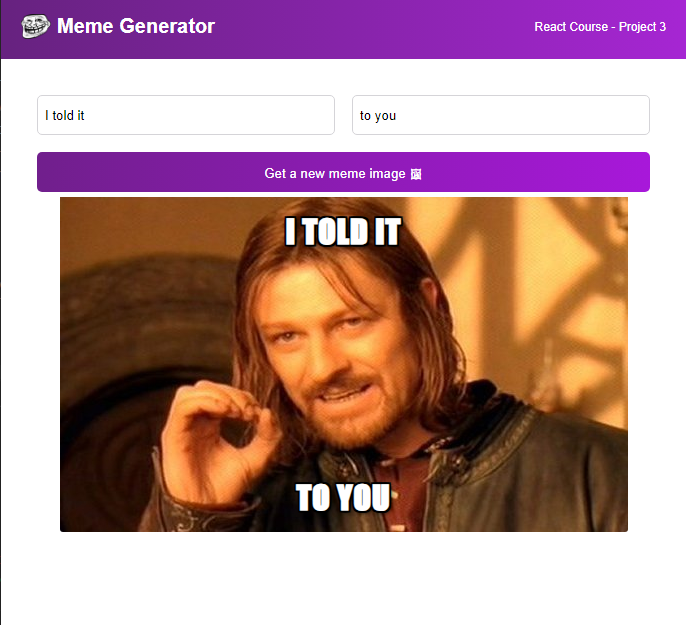 Meme Generator
React Course - Project 3
I told it
to you
Get a new meme image 🖼
I TOLD IT
TO YOU